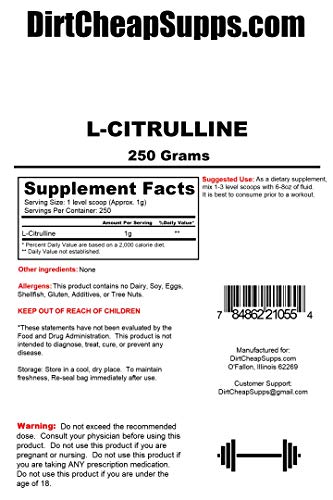 DirtCheapSupps.com
L-CITRULLINE
250 Grams
Supplement Facts
Serving Size: 1 level scoop (Approx. 1g)
Servings Per Container: 250
Amount Per Serving %Daily Value*
L-Citrulline 1g **
* Percent Daily Value are based on a 2,000 calorie diet.
** Daily Value not established.
Suggested Use: As a dietary supplement,
mix 1-3 level scoops with 6-8oz of fluid.
It is best to consume prior to a workout.
Other ingredients: None
Allergens: This product contains no Dairy, Soy, Eggs,
Shellfish, Gluten, Additives, or Tree Nuts.
KEEP OUT OF REACH OF CHILDREN
*These statements have not been evaluated by the
Food and Drug Administration. This product is not
intended to diagnose, treat, cure, or prevent any
disease.
Storage: Store in a cool, dry place. To maintain
freshness, Re-seal bag immediately after use.
7 84862 21055 4
Manufactured for:
DirtCheapSupps.com
O'Fallon, Illinois 62269
Customer Support:
DirtCheapSupps@gmail.com
Warning: Do not exceed the recommended
dose. Consult your physician before using this
product. Do not use this product if you are
pregnant or nursing. Do not use this product if
you are taking ANY prescription medication.
Do not use this product if you are under the
age of 18.